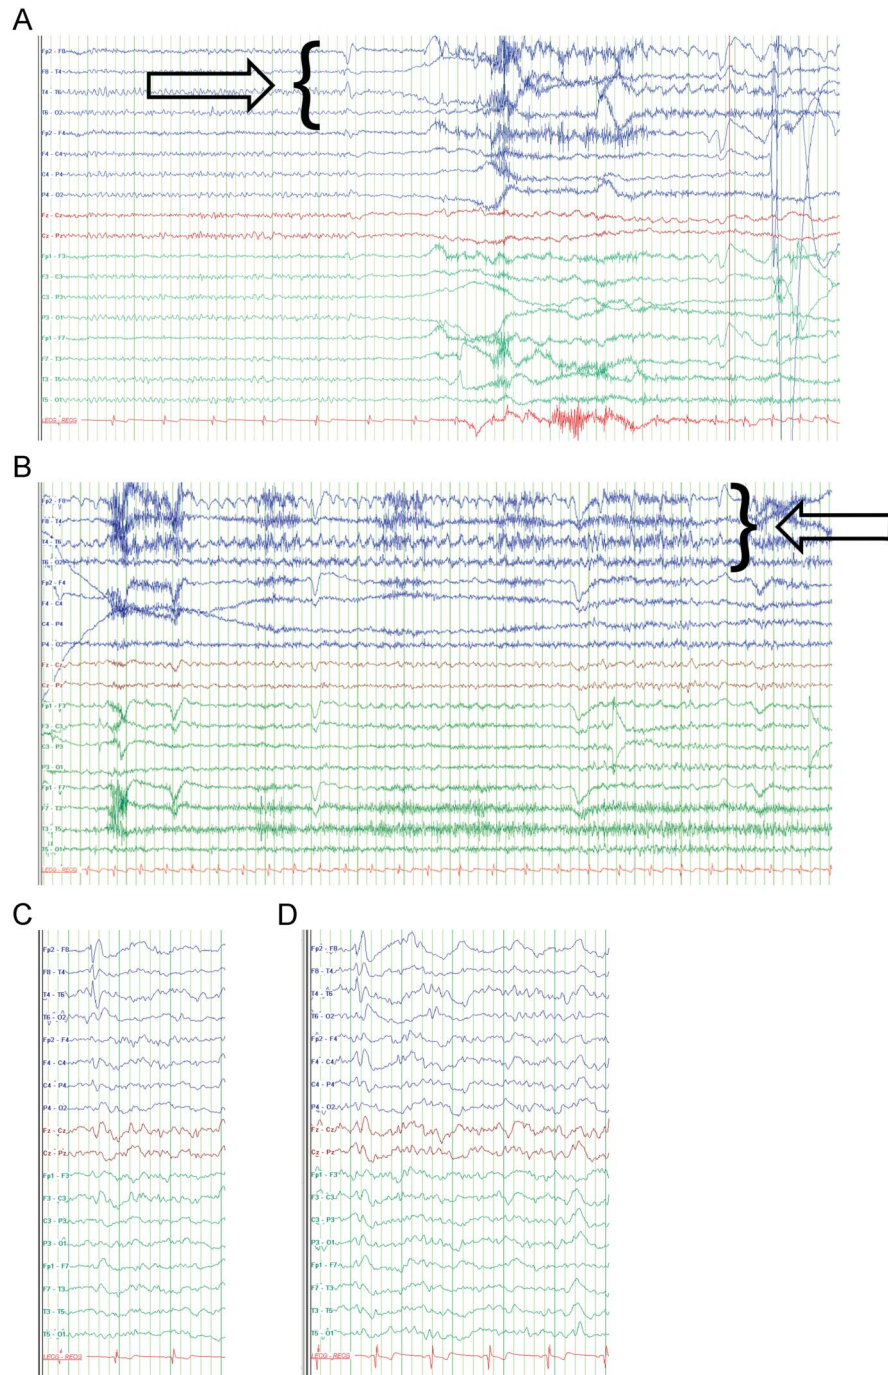 A
Fp2 - F8
F8 - T4
T4 - T6
T6 - O2
Fp2 - F4
F4 - C4
C4 - P4
P4 - O2
Fz - Cz
Cz - Pz
Fp1 - F3
F3 - C3
C3 - P3
P3 - O1
Fp1 - F7
F7 - T3
T3 - T5
T5 - O1
LECG - RECG
B
Fp2 - F8
F8 - T4
T4 - T6
T6 - O2
Fp2 - F4
F4 - C4
C4 - P4
P4 - O2
Fz - Cz
Cz - Pz
Fp1 - F3
F3 - C3
C3 - P3
P3 - O1
Fp1 - F7
F7 - T3
T3 - T5
T5 - O1
LECG - RECG
C
Fp2 - F8
F8 - T4
T4 - T6
T6 - O2
Fp2 - F4
F4 - C4
C4 - P4
P4 - O2
Fz - Cz
Cz - Pz
Fp1 - F3
F3 - C3
C3 - P3
P3 - O1
Fp1 - F7
F7 - T3
T3 - T5
T5 - O1
LECG - RECG
D
Fp2 - F8
F8 - T4
T4 - T6
T6 - O2
Fp2 - F4
F4 - C4
C4 - P4
P4 - O2
Fz - Cz
Cz - Pz
Fp1 - F3
F3 - C3
C3 - P3
P3 - O1
Fp1 - F7
F7 - T3
T3 - T5
T5 - O1
LECG - RECG